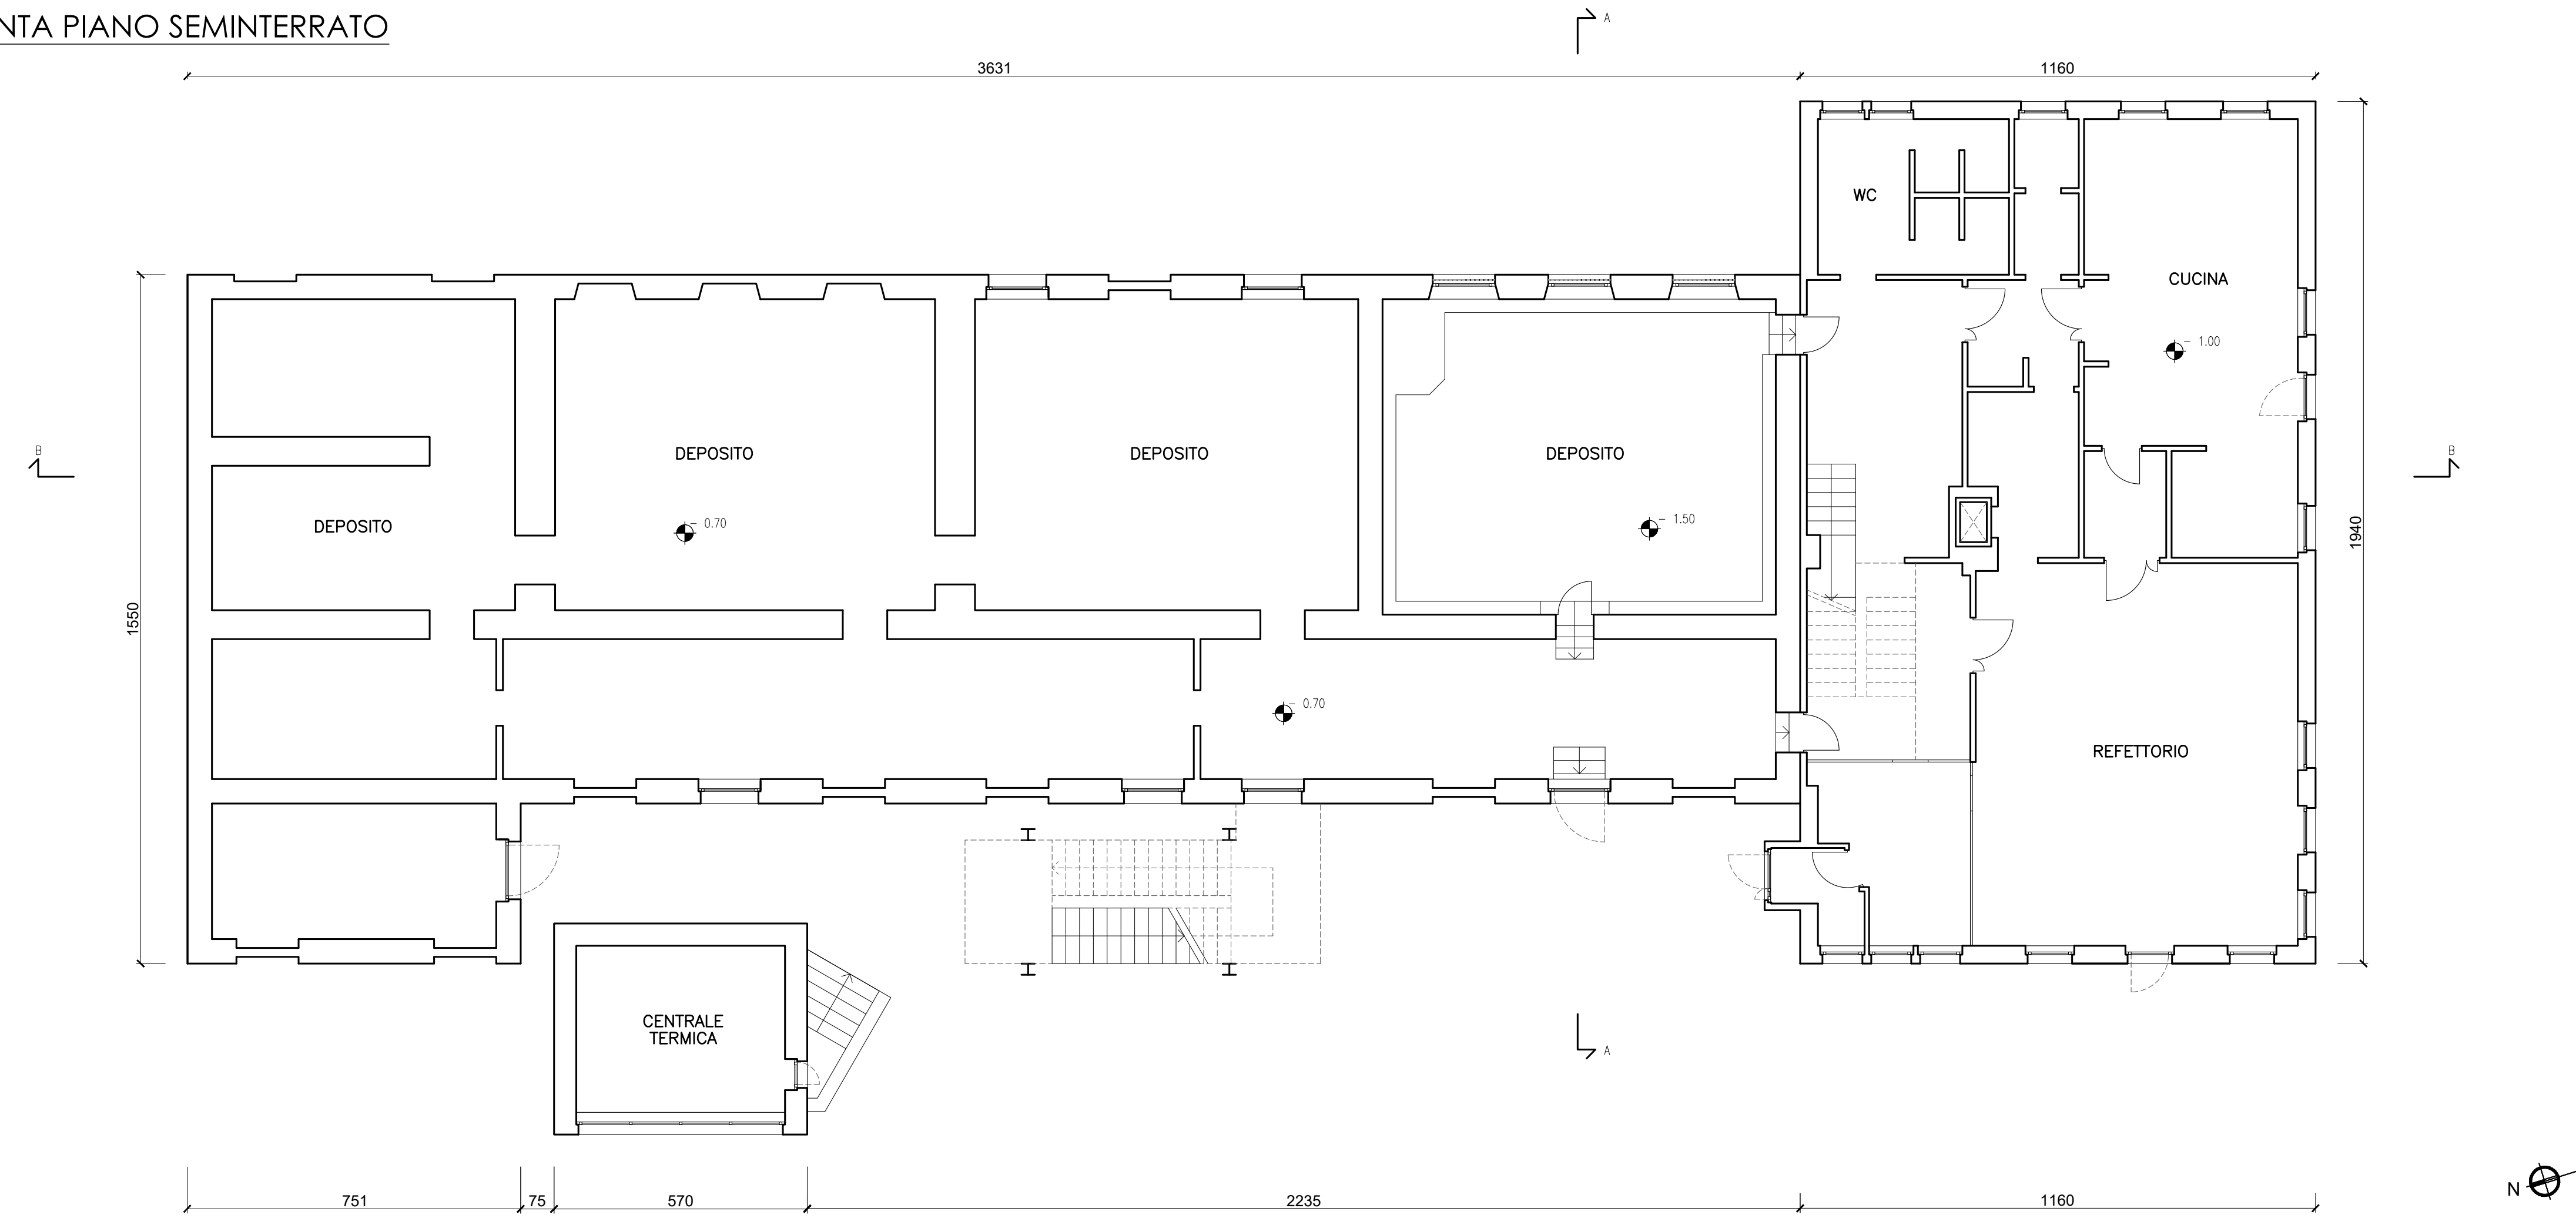 NTA PIANO SEMINTERRATO
A
3631
1160
WC
CUCINA
- 1.00
B
DEPOSITO
DEPOSITO
DEPOSITO
B
DEPOSITO
- 0.70
- 1.50
1940
1550
- 0.70
REFETTORIO
CENTRALE
TERMICA
A
N
751
75
570
2235
1160